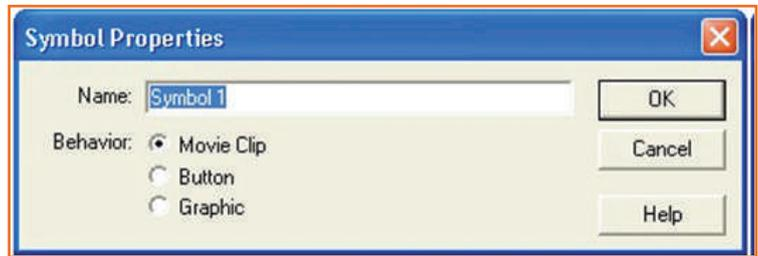 Symbol Properties
Name: Symbol 1
OK
Behavior: Movie Clip
Cancel
Button
Graphic
Help